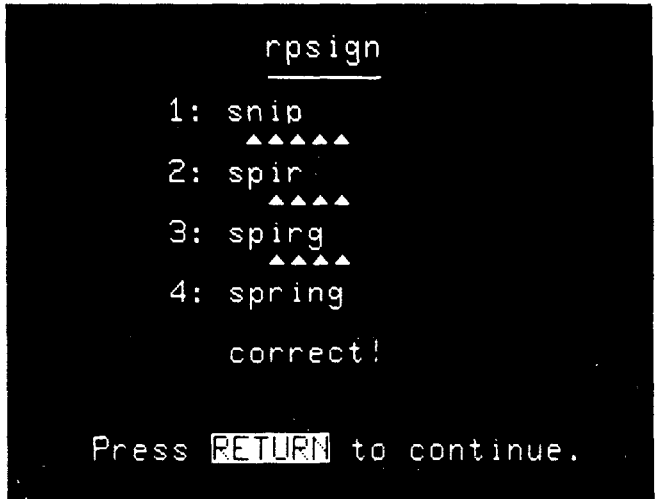 rpsign
1: snip
▲▲▲▲▲
2: spir
▲▲▲▲
3: spirg
▲▲▲▲
4: spring
correct!
Press RETURN to continue.